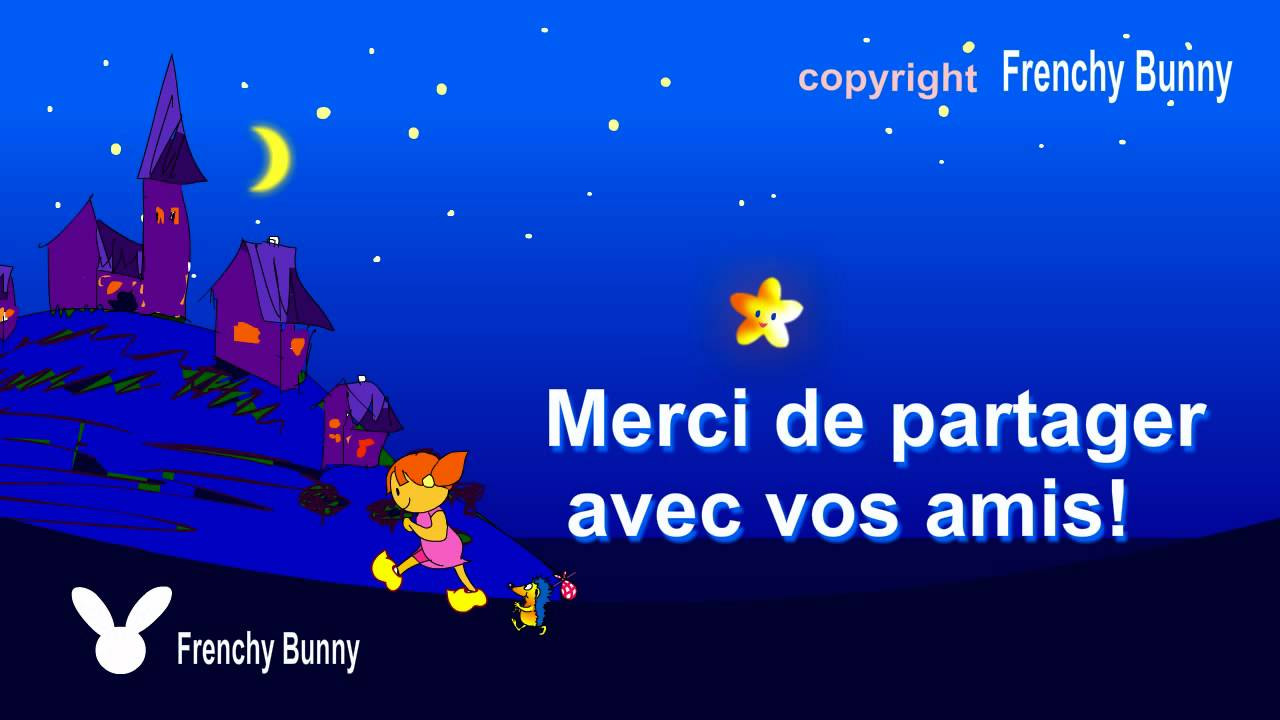 copyright Frenchy Bunny
Merci de partager
avec vos amis!
Frenchy Bunny